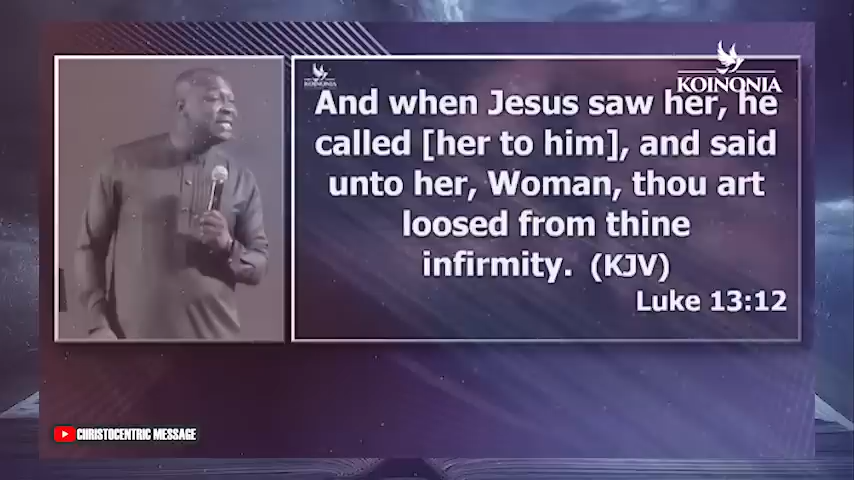 KOINONIA
KOINONIA
And when Jesus saw her, he
called [her to him], and said
unto her, Woman, thou art
loosed from thine
infirmity. (KJV)
Luke 13:12
CHRISTOCENTRIC MESSAGE